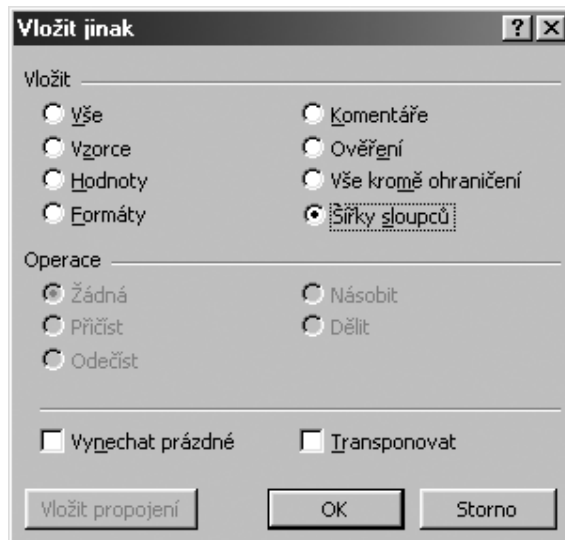 Vložit jinak
Vložit
Vše
Komentáře
Vzorce
Ověření
Hodnoty
Vše kromě ohraničení
Formáty
Šířky sloupců
Operace
Žádná
Násobit
Přičíst
Dělit
Odečíst
Vynechat prázdné
Transponovat
Vložit propojení
OK
Storno